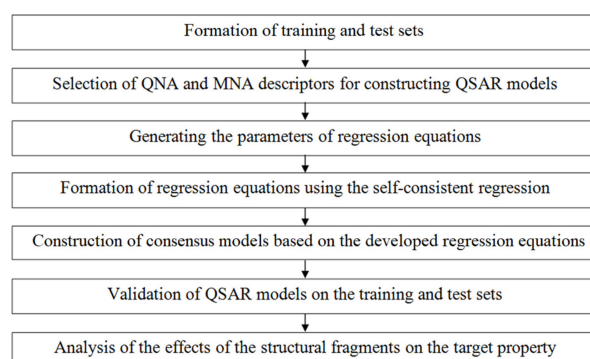 Formation of training and test sets
Selection of QNA and MNA descriptors for constructing QSAR models
Generating the parameters of regression equations
Formation of regression equations using the self-consistent regression
Construction of consensus models based on the developed regression equations
Validation of QSAR models on the training and test sets
Analysis of the effects of the structural fragments on the target property